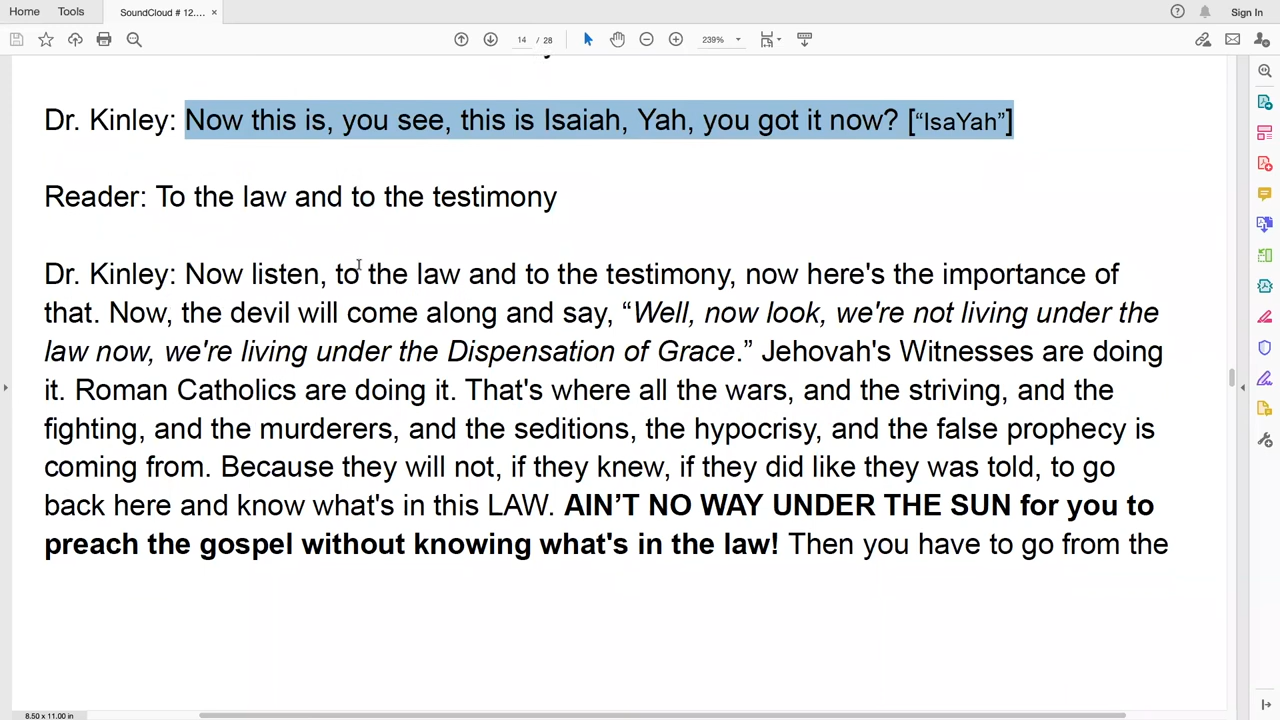 Home Tools SoundCloud # 12.... × Sign In
14 / 28 239%
Dr. Kinley: Now this is, you see, this is Isaiah, Yah, you got it now? [“IsaYah”]
Reader: To the law and to the testimony
Dr. Kinley: Now listen, to the law and to the testimony, now here's the importance of
that. Now, the devil will come along and say, “Well, now look, we're not living under the
law now, we're living under the Dispensation of Grace.” Jehovah's Witnesses are doing
it. Roman Catholics are doing it. That's where all the wars, and the striving, and the
fighting, and the murderers, and the seditions, the hypocrisy, and the false prophecy is
coming from. Because they will not, if they knew, if they did like they was told, to go
back here and know what's in this LAW. AIN’T NO WAY UNDER THE SUN for you to
preach the gospel without knowing what's in the law! Then you have to go from the
8.50 x 11.00 in